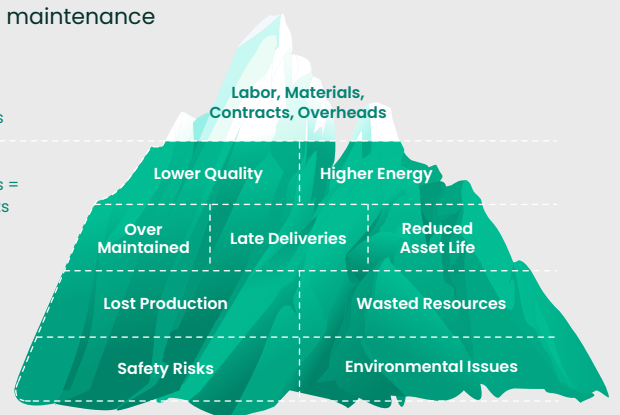 maintenance
Labor, Materials,
Contracts, Overheads
s
s =
ts
Lower Quality
Higher Energy
Over
Maintained
Late Deliveries
Reduced
Asset Life
Lost Production
Wasted Resources
Safety Risks
Environmental Issues